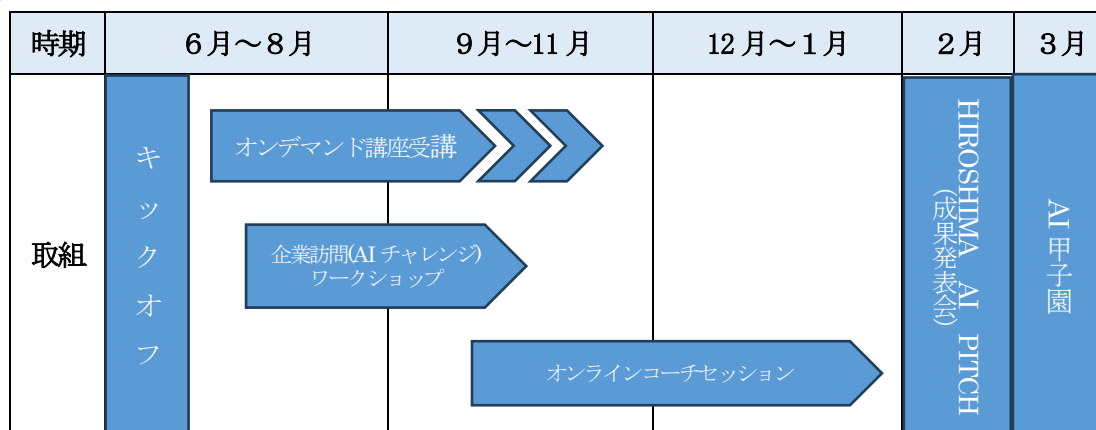 時期
６月～８月
９月～11月
12月～１月
２月
３月
取組
キックオフ
オンデマンド講座受講
企業訪問(AIチャレンジ)
ワークショップ
オンラインコーチセッション
HIROSHIMA AI PITCH
(成果発表会)
AI甲子園